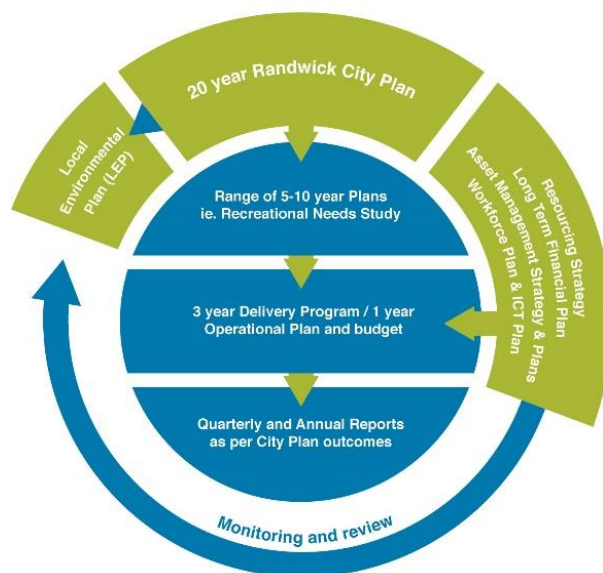 20 year Randwick City Plan
Local
Environmental
Plan (LEP)
Resourcing Strategy
Long Term Financial Plan
Asset Management Strategy & Plans
Workforce Plan & ICT Plan
Range of 5-10 year Plans
ie. Recreational Needs Study
3 year Delivery Program / 1 year
Operational Plan and budget
Quarterly and Annual Reports
as per City Plan outcomes
Monitoring and review